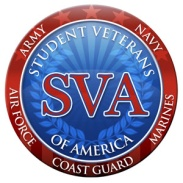 STUDENT VETERANS
SVA
OF AMERICA
ARMY
NAVY
AIR FORCE
MARINES
COAST GUARD